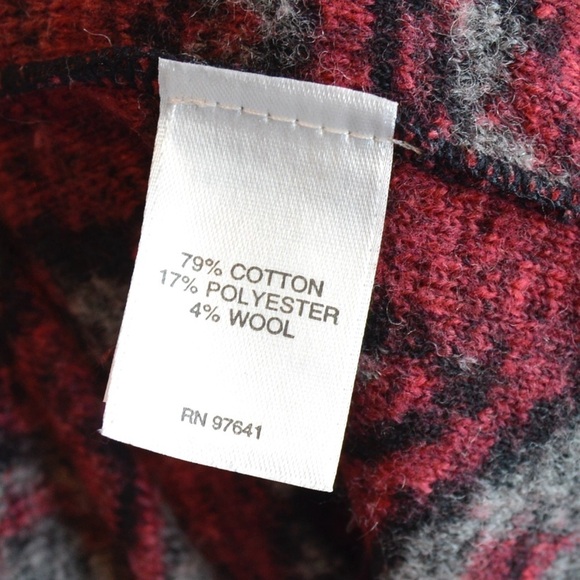 79% COTTON
17% POLYESTER
4% WOOL
RN 97641